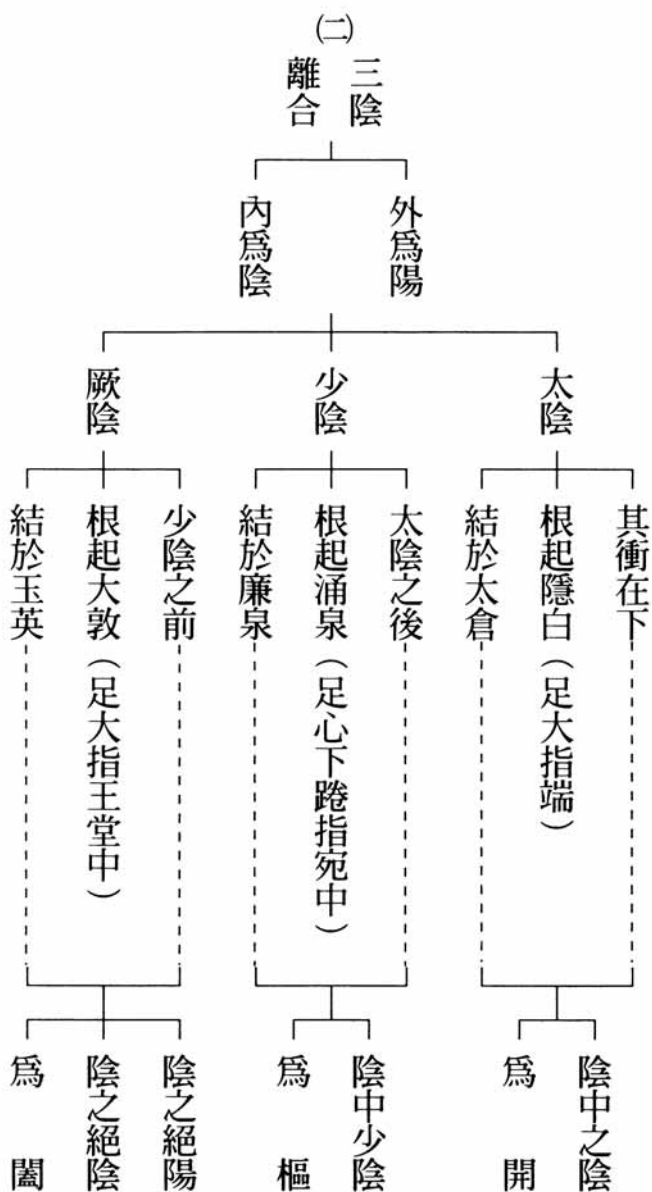 ㈡
三陰
離合
外爲陽
內爲陰
太陰
少陰
厥陰
其衝在下
根起隱白（足大指端）
結於太倉
太陰之後
根起涌泉（足心下踡指宛中）
結於廉泉
少陰之前
根起大敦（足大指王堂中）
結於玉英
陰中之陰
爲開
陰中少陰
爲樞
陰之絕陽
陰之絕陰
爲闔